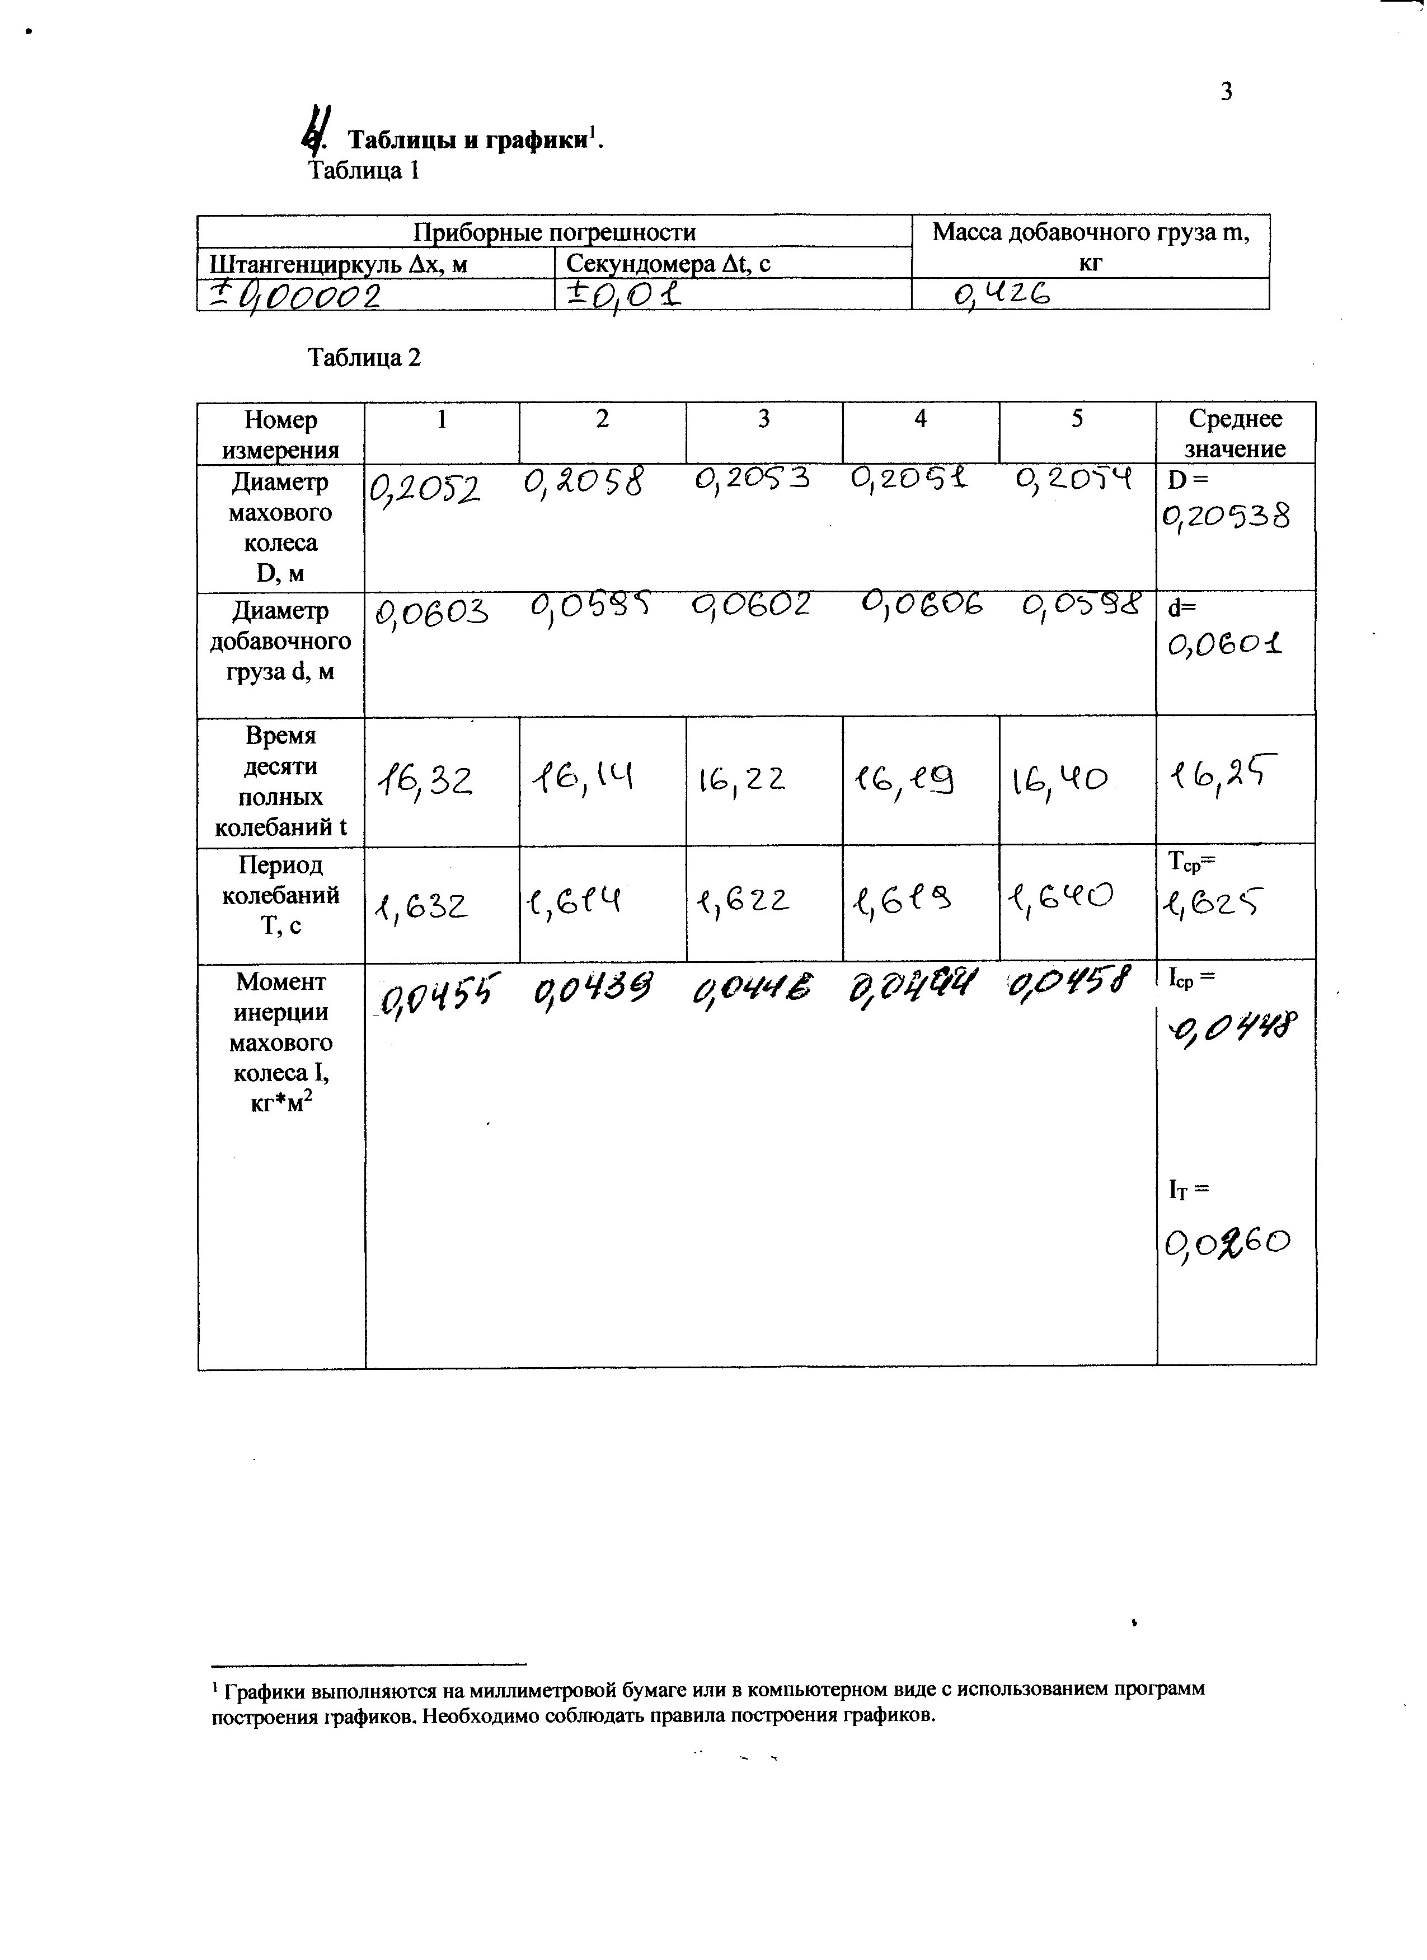 3
4. Таблицы и графики¹.
Таблица 1
Приборные погрешности
Масса добавочного груза m,
кг
Штангенциркуль Δx, м
Секундомера Δt, с
±0,00002
±0,01
0,426
Таблица 2
Номер
измерения
1
2
3
4
5
Среднее
значение
Диаметр
махового
колеса
D, м
0,2052
0,2058
0,2053
0,2051
0,2054
D =
0,20538
Диаметр
добавочного
груза d, м
0,0603
0,0595
0,0602
0,0606
0,0598
d=
0,0601
Время
десяти
полных
колебаний t
16,32
16,14
16,22
16,19
16,40
16,25
Период
колебаний
T, с
1,632
1,614
1,622
1,619
1,640
Tср=
1,625
Момент
инерции
махового
колеса I,
кг*м²
0,0455
0,0439
0,0446
0,0444
0,0458
Iср =
0,0448
Iт =
0,0260
¹ Графики выполняются на миллиметровой бумаге или в компьютерном виде с использованием программ
построения графиков. Необходимо соблюдать правила построения графиков.